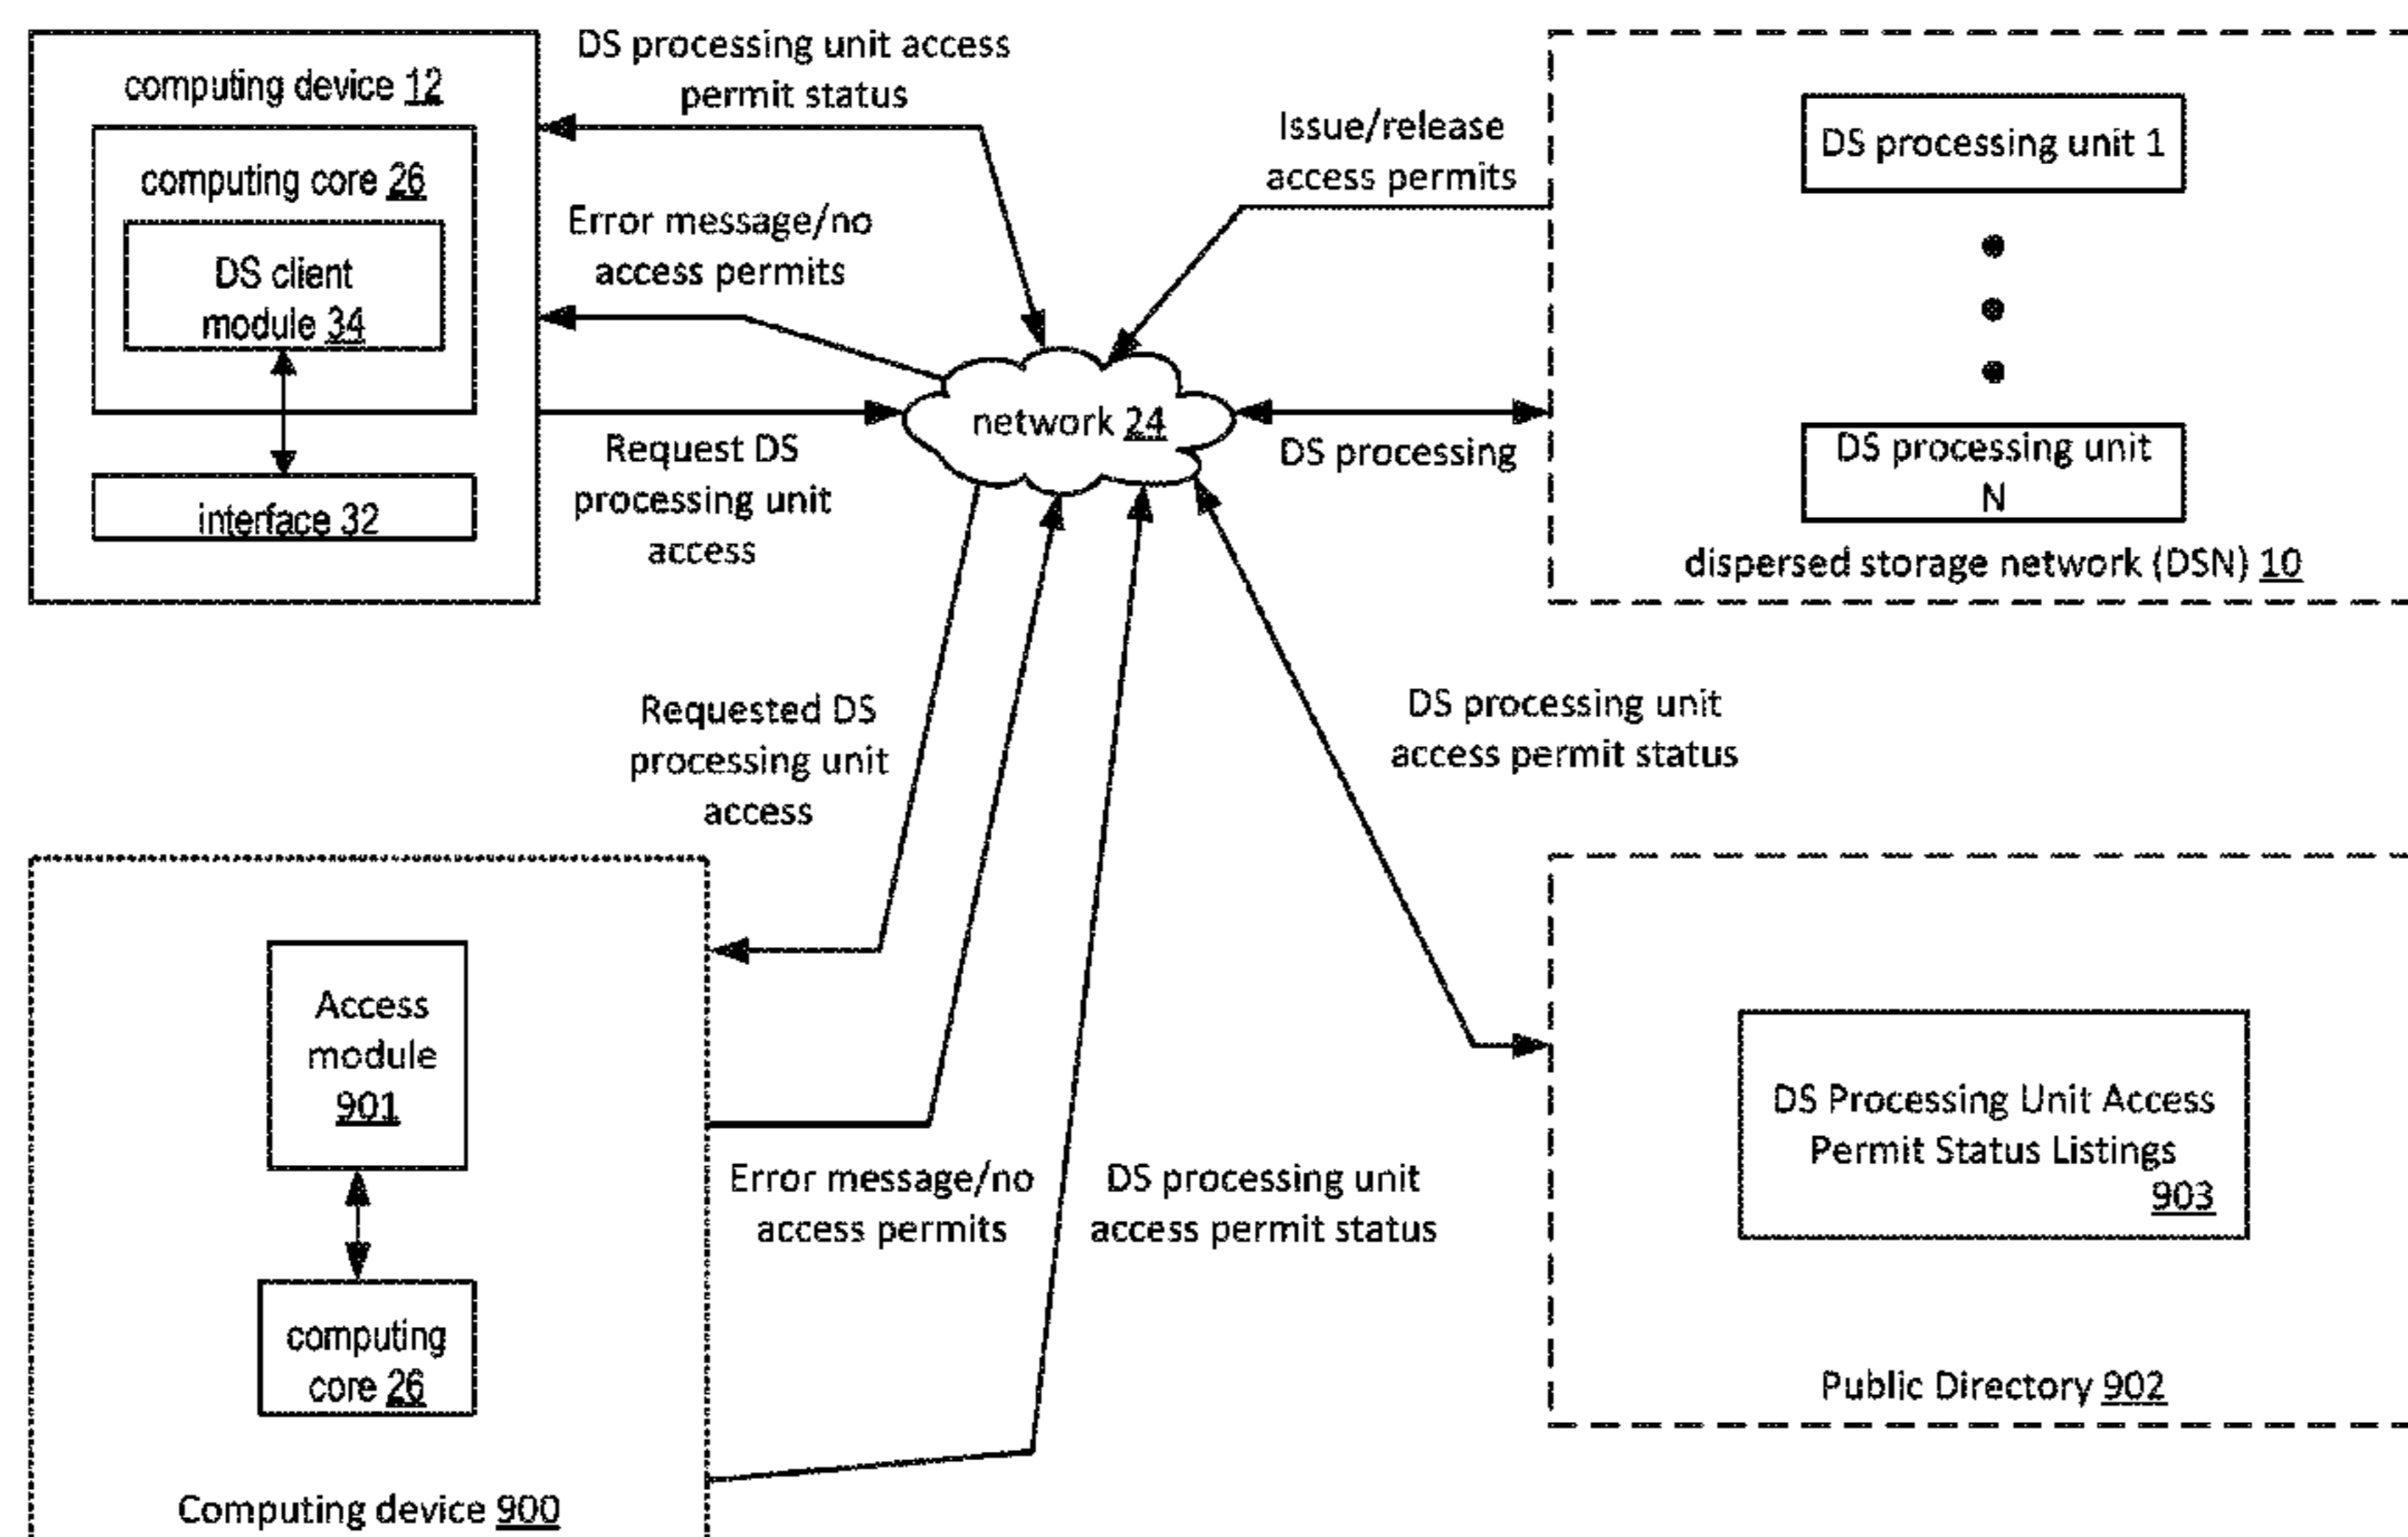 computing device 12
computing core 26
DS client
module 34
interface 32
DS processing unit access
permit status
Error message/no
access permits
Request DS
processing unit
access
network 24
Issue/release
access permits
DS processing
DS processing unit 1
DS processing unit
N
dispersed storage network (DSN) 10
Requested DS
processing unit
access
DS processing unit
access permit status
Access
module
901
computing
core 26
Computing device 900
Error message/no
access permits
DS processing unit
access permit status
DS Processing Unit Access
Permit Status Listings
903
Public Directory 902